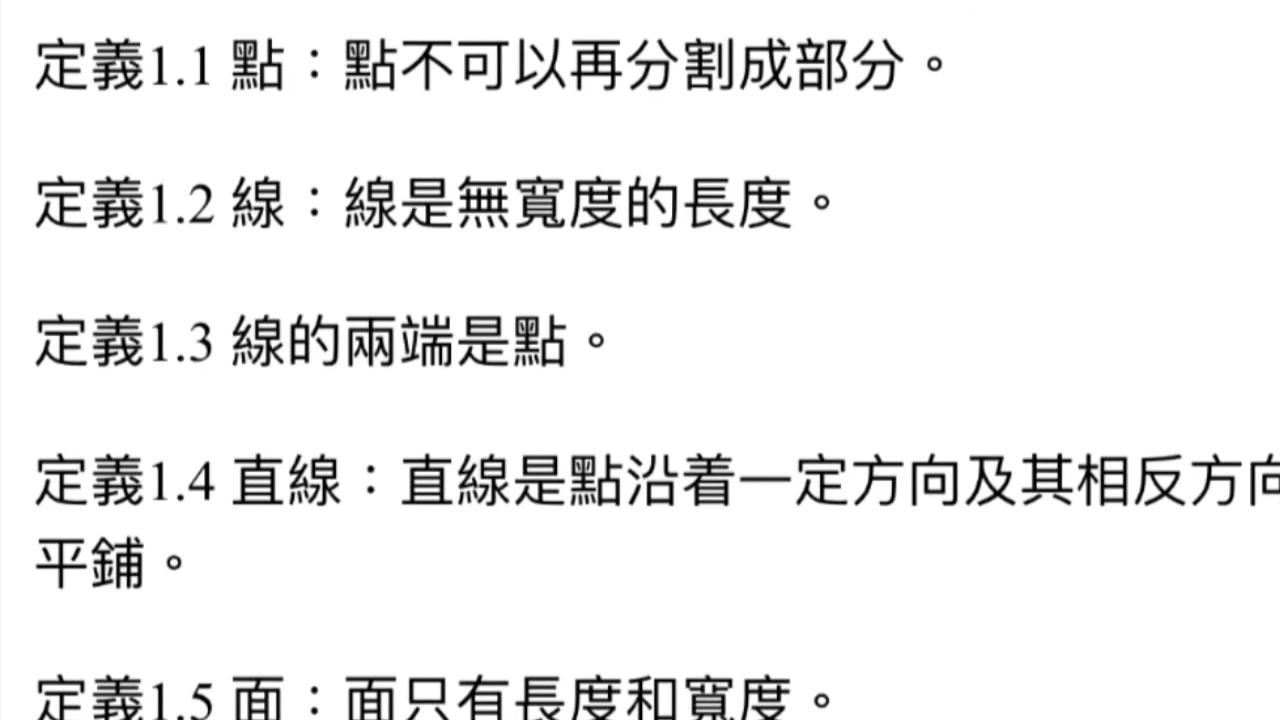 定義1.1 點：點不可以再分割成部分。
定義1.2 線：線是無寬度的長度。
定義1.3 線的兩端是點。
定義1.4 直線：直線是點沿着一定方向及其相反方向
平鋪。
定義1.5 面：面只有長度和寬度。